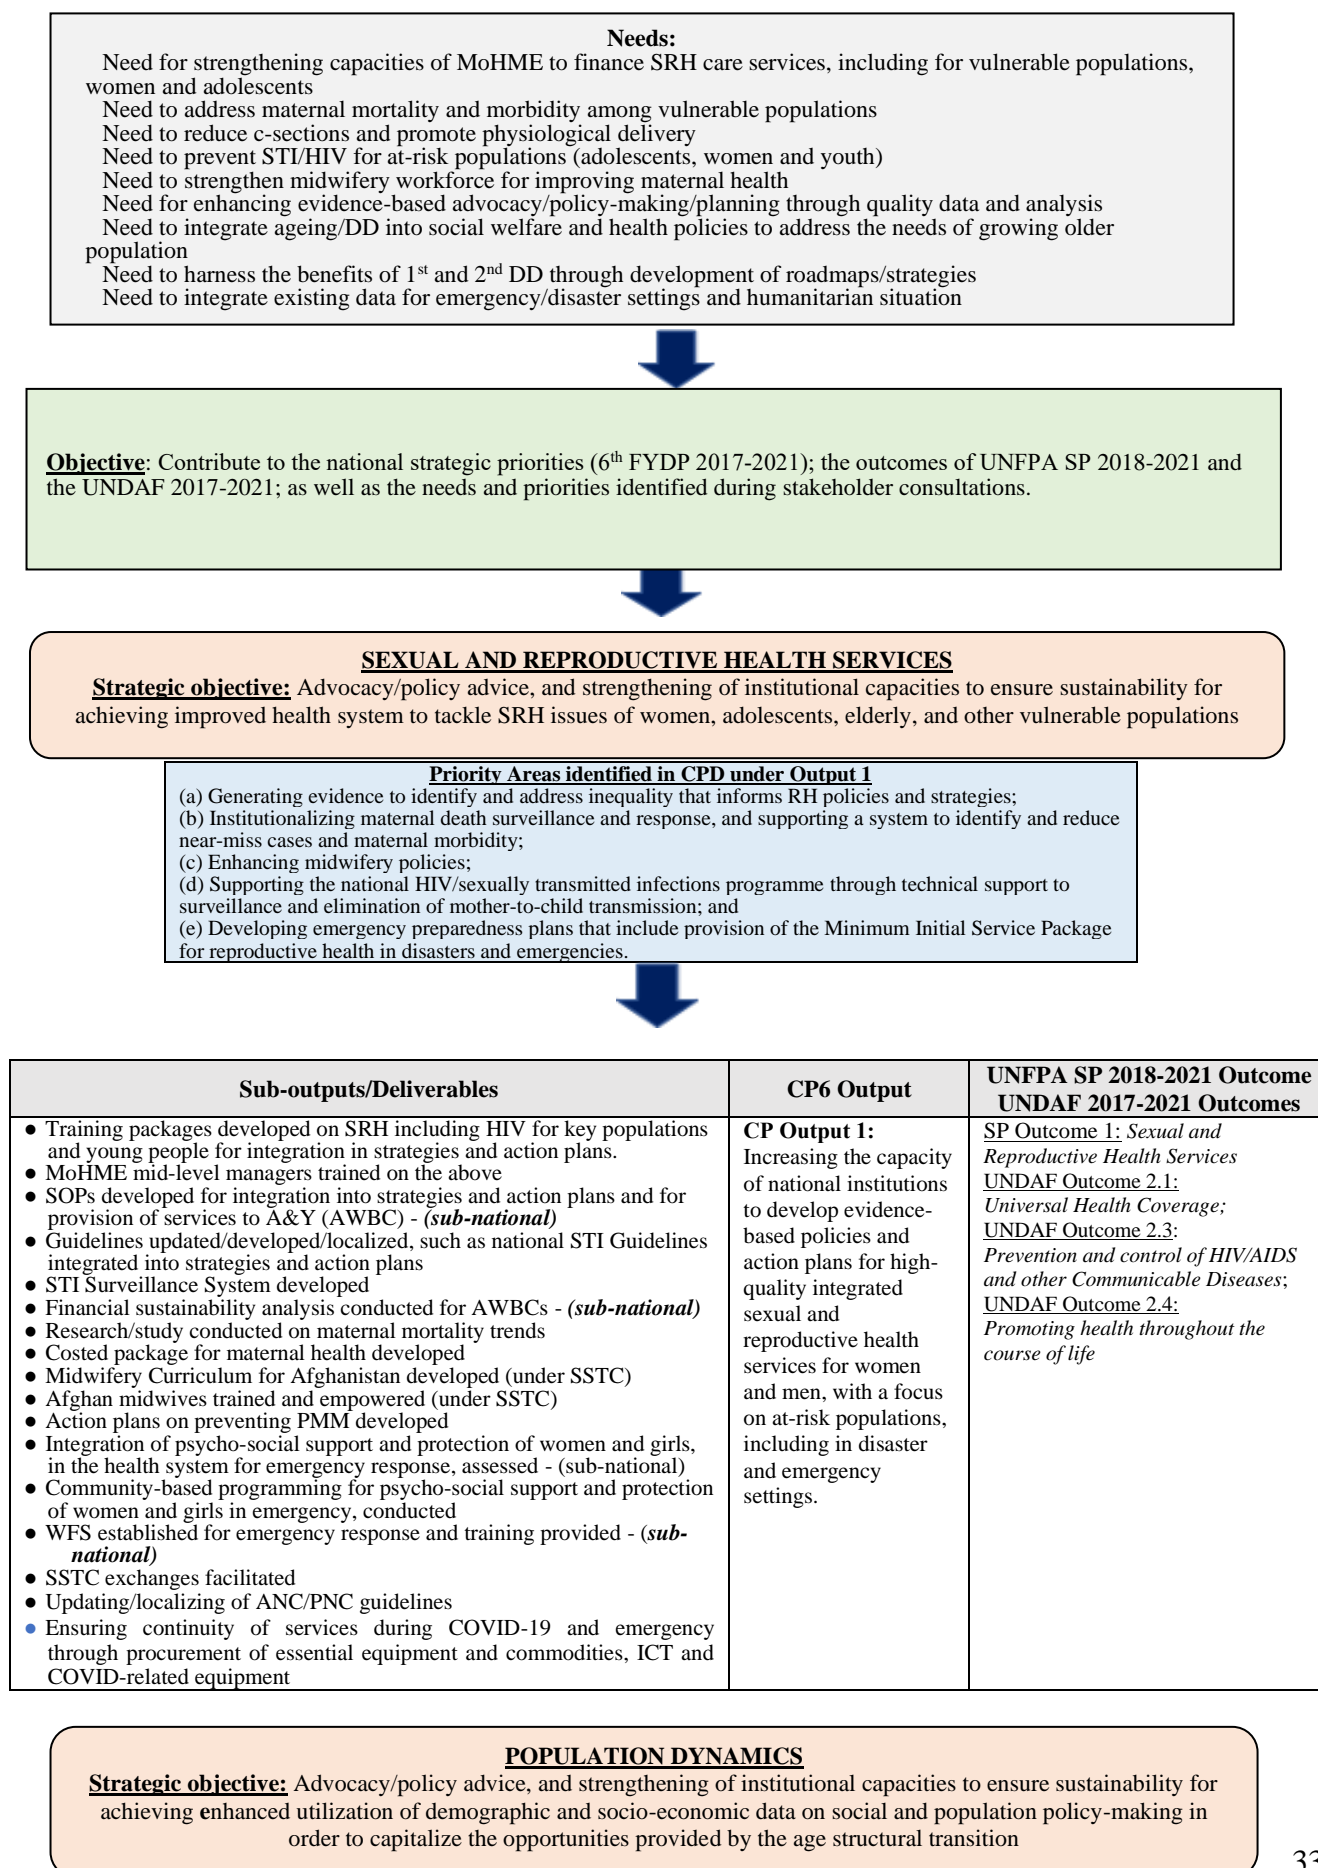 Needs:
Need for strengthening capacities of MoHME to finance SRH care services, including for vulnerable populations,
women and adolescents
Need to address maternal mortality and morbidity among vulnerable populations
Need to reduce c-sections and promote physiological delivery
Need to prevent STI/HIV for at-risk populations (adolescents, women and youth)
Need to strengthen midwifery workforce for improving maternal health
Need for enhancing evidence-based advocacy/policy-making/planning through quality data and analysis
Need to integrate ageing/DD into social welfare and health policies to address the needs of growing older
population
Need to harness the benefits of 1st and 2nd DD through development of roadmaps/strategies
Need to integrate existing data for emergency/disaster settings and humanitarian situation
Objective: Contribute to the national strategic priorities (6th FYDP 2017-2021); the outcomes of UNFPA SP 2018-2021 and
the UNDAF 2017-2021; as well as the needs and priorities identified during stakeholder consultations.
SEXUAL AND REPRODUCTIVE HEALTH SERVICES
Strategic objective: Advocacy/policy advice, and strengthening of institutional capacities to ensure sustainability for
achieving improved health system to tackle SRH issues of women, adolescents, elderly, and other vulnerable populations
Priority Areas identified in CPD under Output 1
(a) Generating evidence to identify and address inequality that informs RH policies and strategies;
(b) Institutionalizing maternal death surveillance and response, and supporting a system to identify and reduce
near-miss cases and maternal morbidity;
(c) Enhancing midwifery policies;
(d) Supporting the national HIV/sexually transmitted infections programme through technical support to
surveillance and elimination of mother-to-child transmission; and
(e) Developing emergency preparedness plans that include provision of the Minimum Initial Service Package
for reproductive health in disasters and emergencies.
Sub-outputs/Deliverables
● Training packages developed on SRH including HIV for key populations
and young people for integration in strategies and action plans.
● MoHME mid-level managers trained on the above
● SOPs developed for integration into strategies and action plans and for
provision of services to A&Y (AWBC) - (sub-national)
● Guidelines updated/developed/localized, such as national STI Guidelines
integrated into strategies and action plans
● STI Surveillance System developed
● Financial sustainability analysis conducted for AWBCs - (sub-national)
● Research/study conducted on maternal mortality trends
● Costed package for maternal health developed
● Midwifery Curriculum for Afghanistan developed (under SSTC)
● Afghan midwives trained and empowered (under SSTC)
● Action plans on preventing PMM developed
● Integration of psycho-social support and protection of women and girls,
in the health system for emergency response, assessed - (sub-national)
● Community-based programming for psycho-social support and protection
of women and girls in emergency, conducted
● WFS established for emergency response and training provided - (sub-
national)
● SSTC exchanges facilitated
● Updating/localizing of ANC/PNC guidelines
● Ensuring continuity of services during COVID-19 and emergency
through procurement of essential equipment and commodities, ICT and
COVID-related equipment
CP6 Output
CP Output 1:
Increasing the capacity
of national institutions
to develop evidence-
based policies and
action plans for high-
quality integrated
sexual and
reproductive health
services for women
and men, with a focus
on at-risk populations,
including in disaster
and emergency
settings.
UNFPA SP 2018-2021 Outcome
UNDAF 2017-2021 Outcomes
SP Outcome 1: Sexual and
Reproductive Health Services
UNDAF Outcome 2.1:
Universal Health Coverage;
UNDAF Outcome 2.3:
Prevention and control of HIV/AIDS
and other Communicable Diseases;
UNDAF Outcome 2.4:
Promoting health throughout the
course of life
POPULATION DYNAMICS
Strategic objective: Advocacy/policy advice, and strengthening of institutional capacities to ensure sustainability for
achieving enhanced utilization of demographic and socio-economic data on social and population policy-making in
order to capitalize the opportunities provided by the age structural transition
33